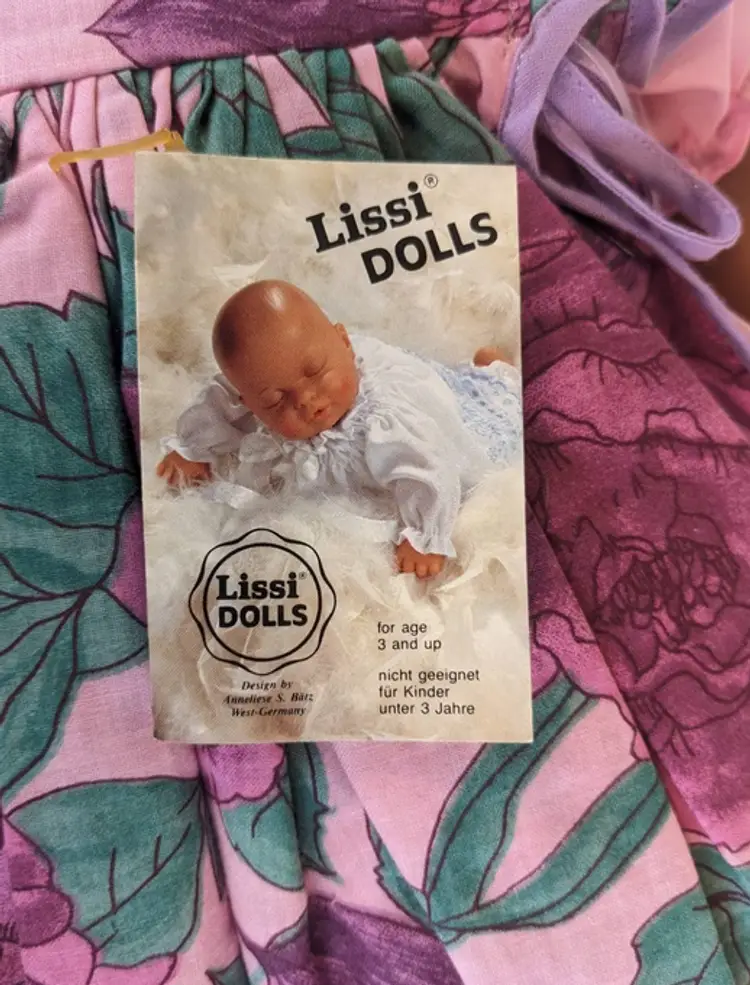 Lissi®
DOLLS
Lissi®
DOLLS
Design by
Anneliese S. Bätz
West-Germany
for age
3 and up
nicht geeignet
für Kinder
unter 3 Jahre